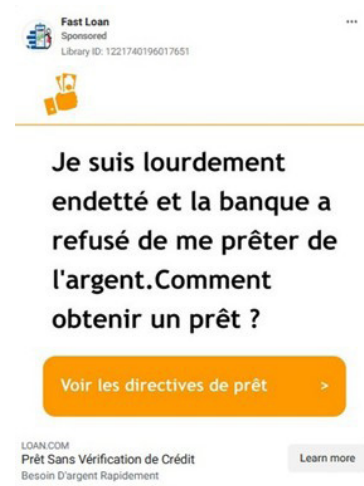 Fast Loan
Sponsored
Library ID: 1221740196017651
Je suis lourdement
endetté et la banque a
refusé de me prêter de
l'argent.Comment
obtenir un prêt ?
Voir les directives de prêt >
LOAN.COM
Prêt Sans Vérification de Crédit
Learn more
Besoin D'argent Rapidement